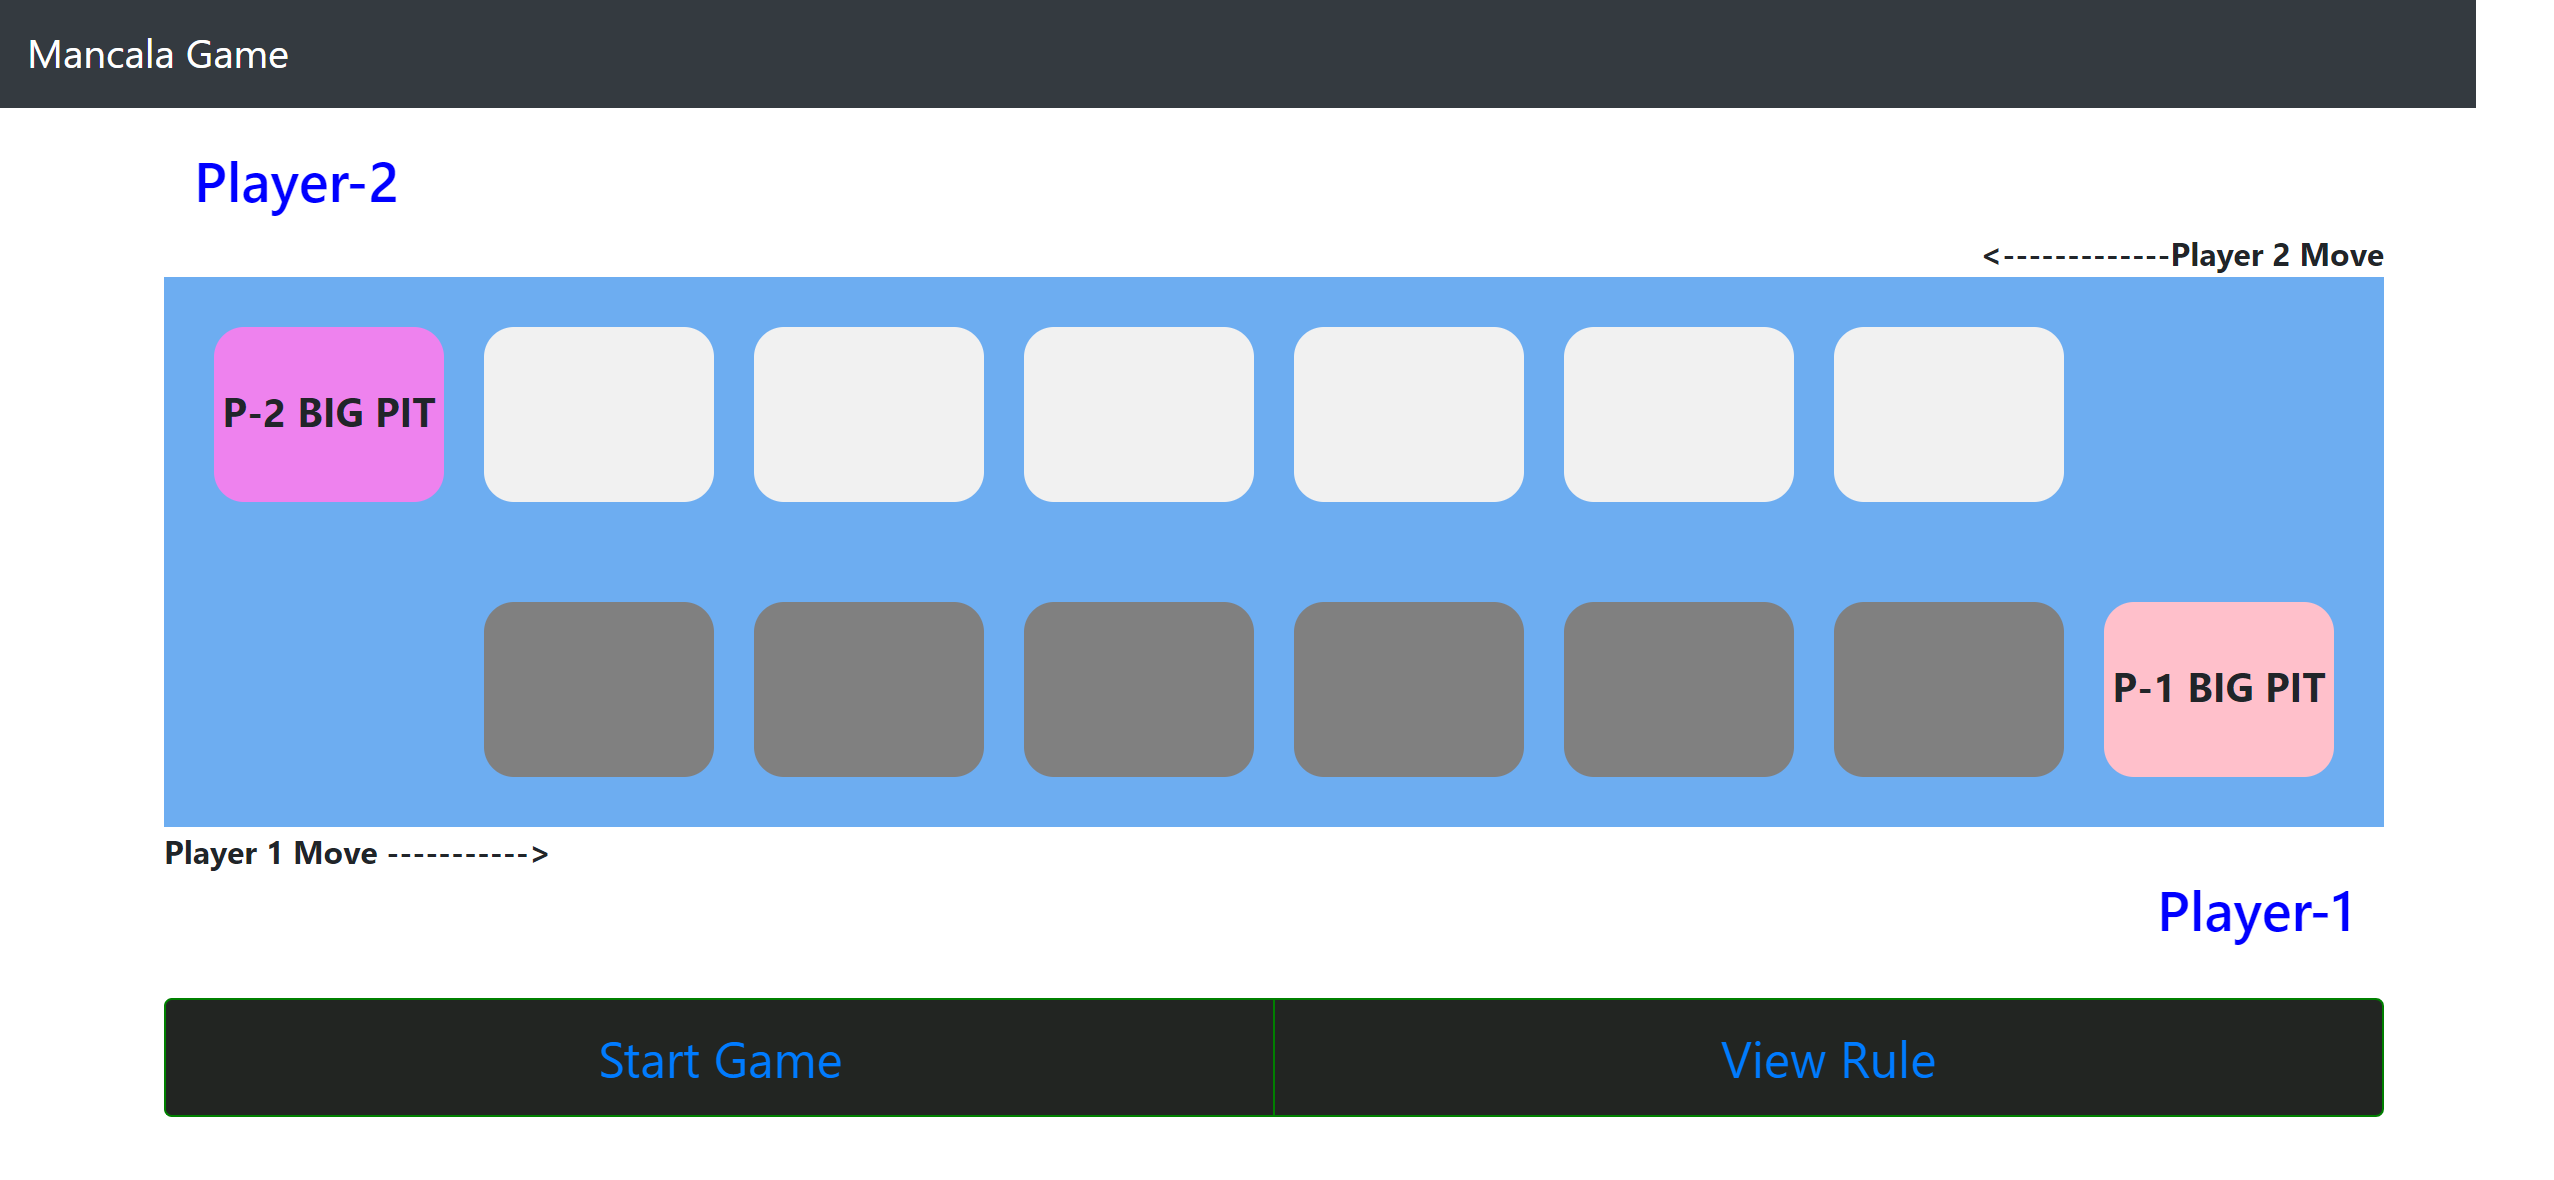 Mancala Game
Player-2
<-------------Player 2 Move
P-2 BIG PIT
P-1 BIG PIT
Player 1 Move ----------->
Player-1
Start Game
View Rule